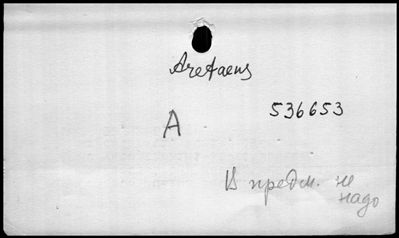 Aretaeus
536653
A
В предм. не
надо